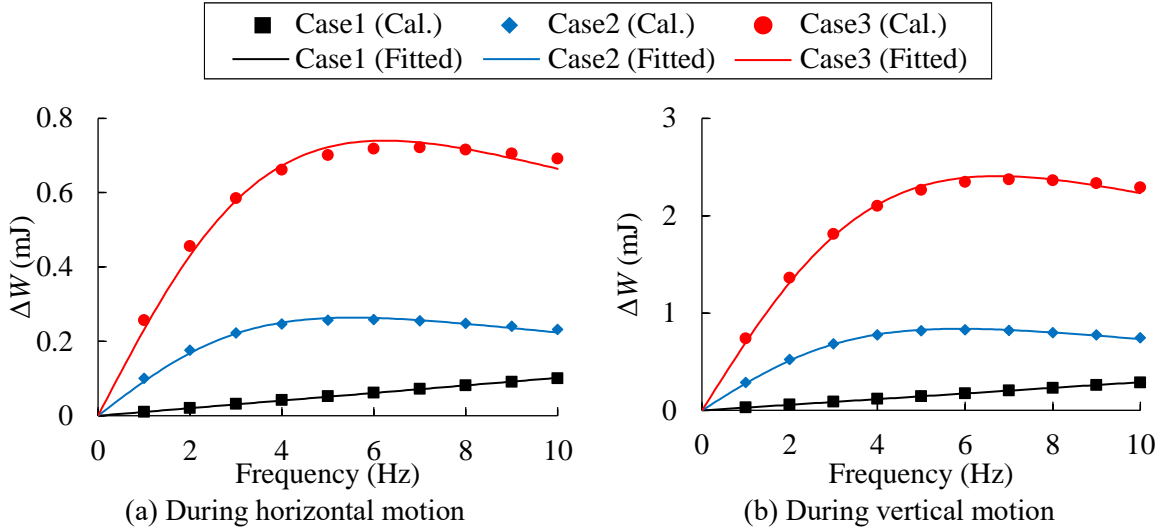 Case1 (Cal.) Case2 (Cal.) Case3 (Cal.)
Case1 (Fitted) Case2 (Fitted) Case3 (Fitted)
0.8
0.6
0.4
0.2
0
ΔW (mJ)
0 2 4 6 8 10
Frequency (Hz)
(a) During horizontal motion
3
2
1
0
ΔW (mJ)
0 2 4 6 8 10
Frequency (Hz)
(b) During vertical motion